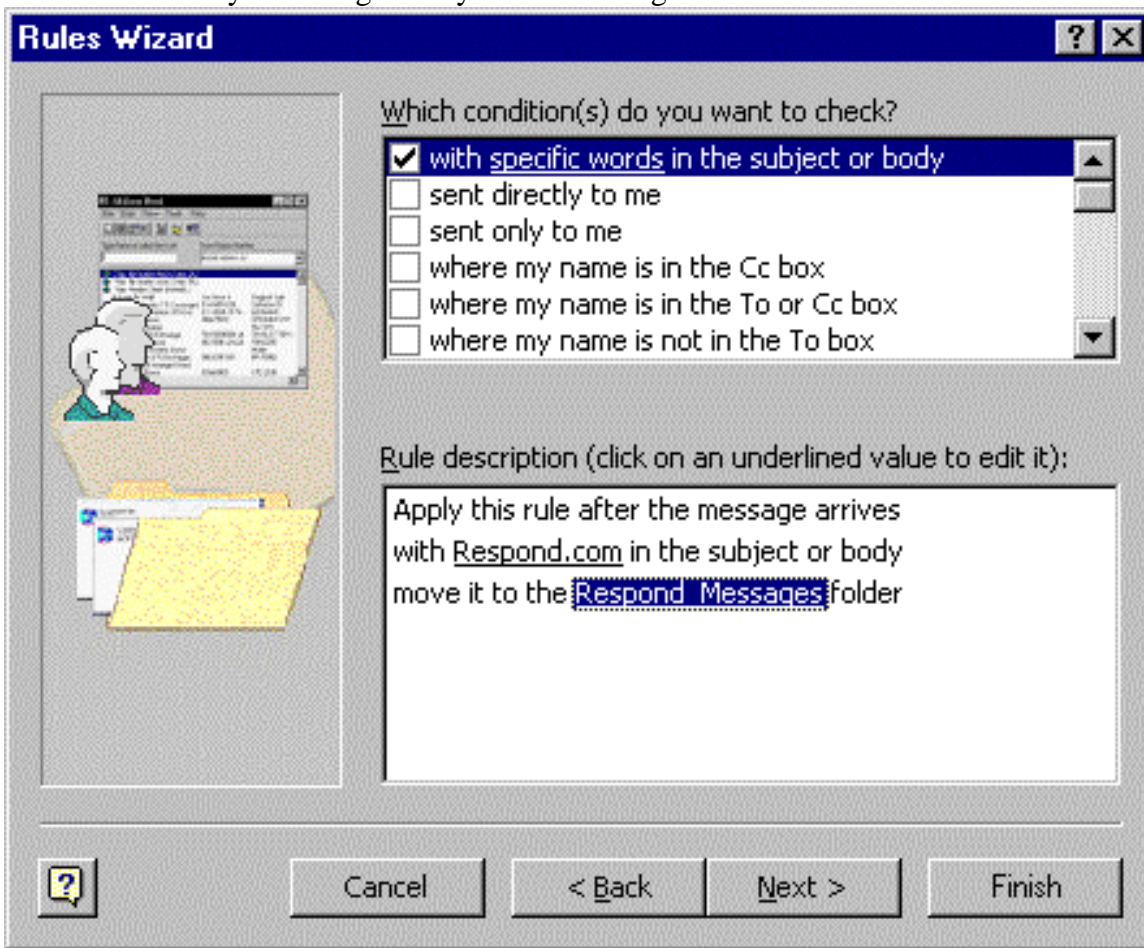 Rules Wizard
Which condition(s) do you want to check?
with specific words in the subject or body
sent directly to me
sent only to me
where my name is in the Cc box
where my name is in the To or Cc box
where my name is not in the To box
Rule description (click on an underlined value to edit it):
Apply this rule after the message arrives
with Respond.com in the subject or body
move it to the Respond Messages folder
Cancel
< Back
Next >
Finish